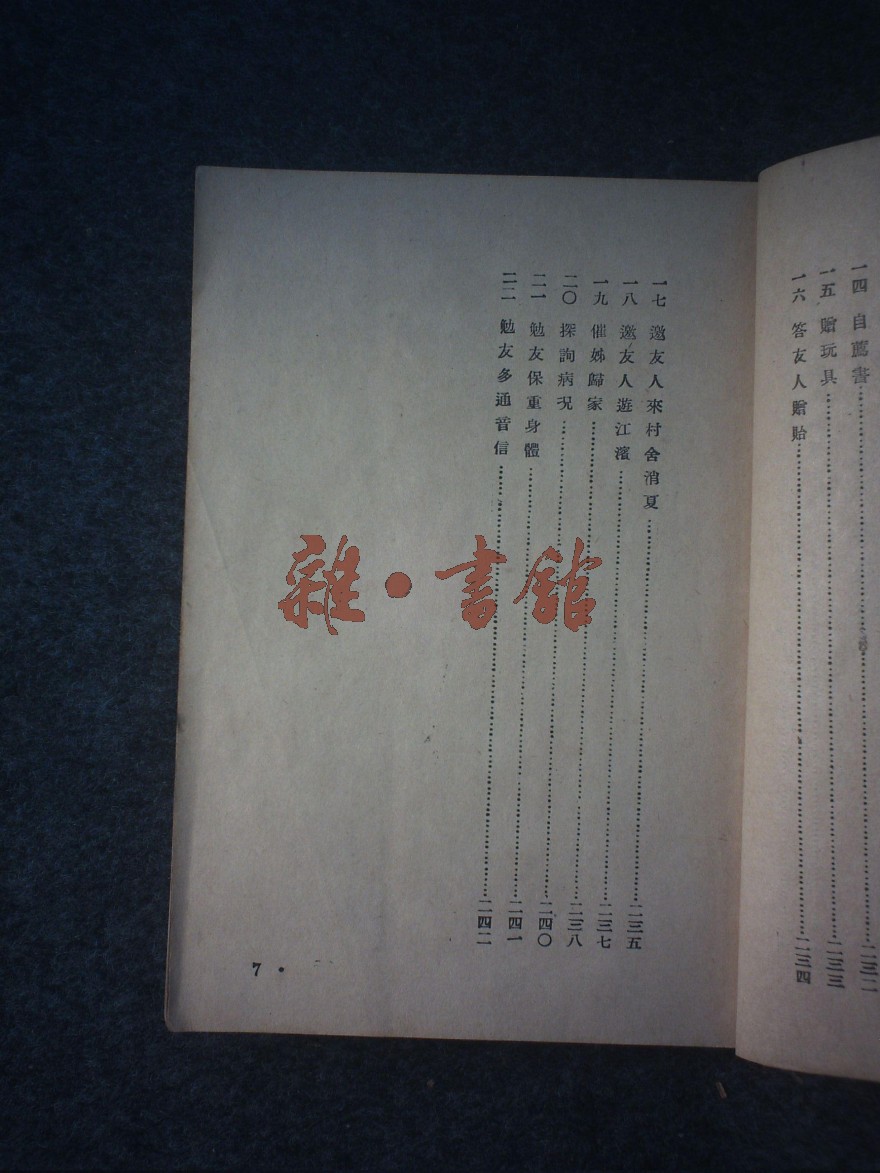 一四 自薦書……二三二
一五 贈玩具……二三三
一六 答友人贈貽……二三四
一七 邀友人來村舍消夏……二三五
一八 邀友人遊江濱……二三七
一九 催姊歸家……二三八
二〇 探詢病况……二四〇
二一 勉友保重身體……二四一
二二 勉友多通音信……二四二
7 •
雜•書館